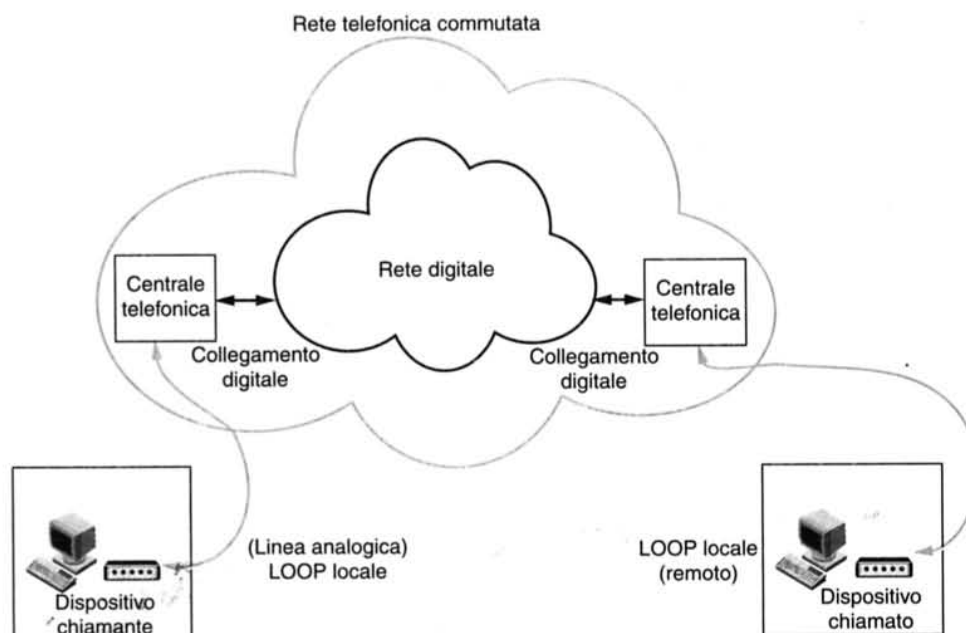 Rete telefonica commutata
Rete digitale
Centrale
telefonica
Collegamento
digitale
Centrale
telefonica
Collegamento
digitale
(Linea analogica)
LOOP locale
LOOP locale
(remoto)
Dispositivo
chiamante
Dispositivo
chiamato